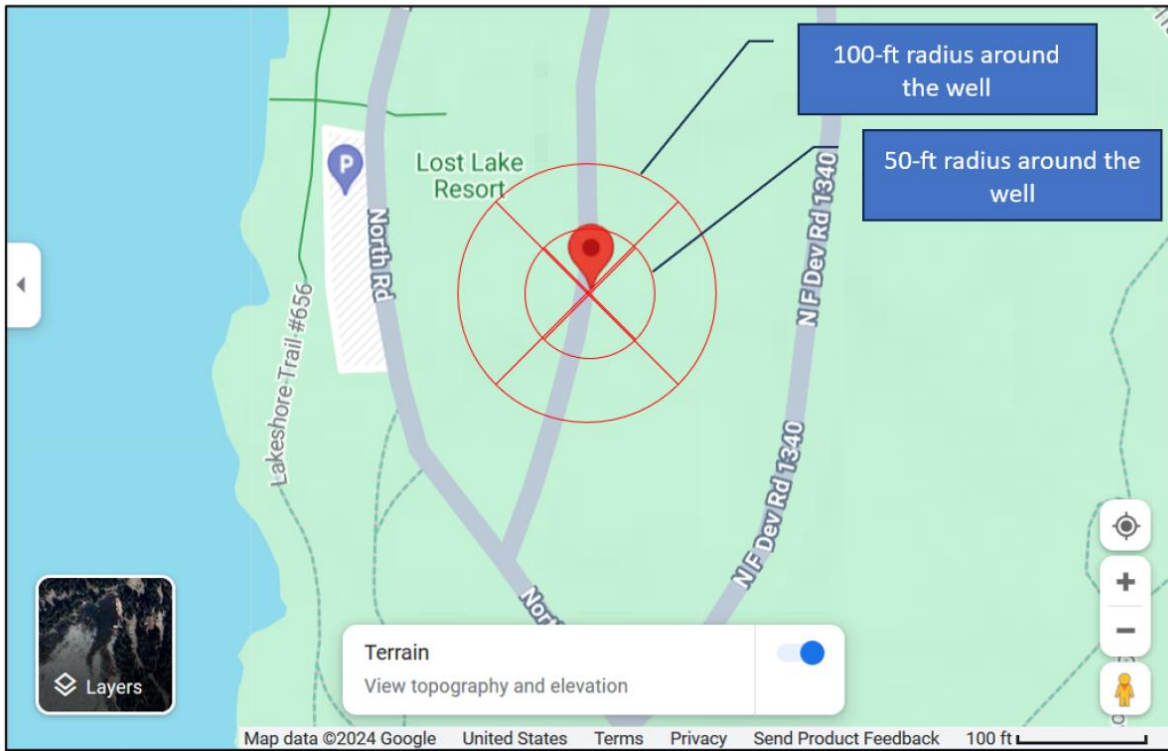 100-ft radius around
the well
50-ft radius around the
well
P
Lost Lake
Resort
North Rd
N F Dev Rd 1340
Lakeshore Trail #656
N F Dev Rd 1340
Terrain
View topography and elevation
Layers
Map data ©2024 Google United States Terms Privacy Send Product Feedback 100 ft